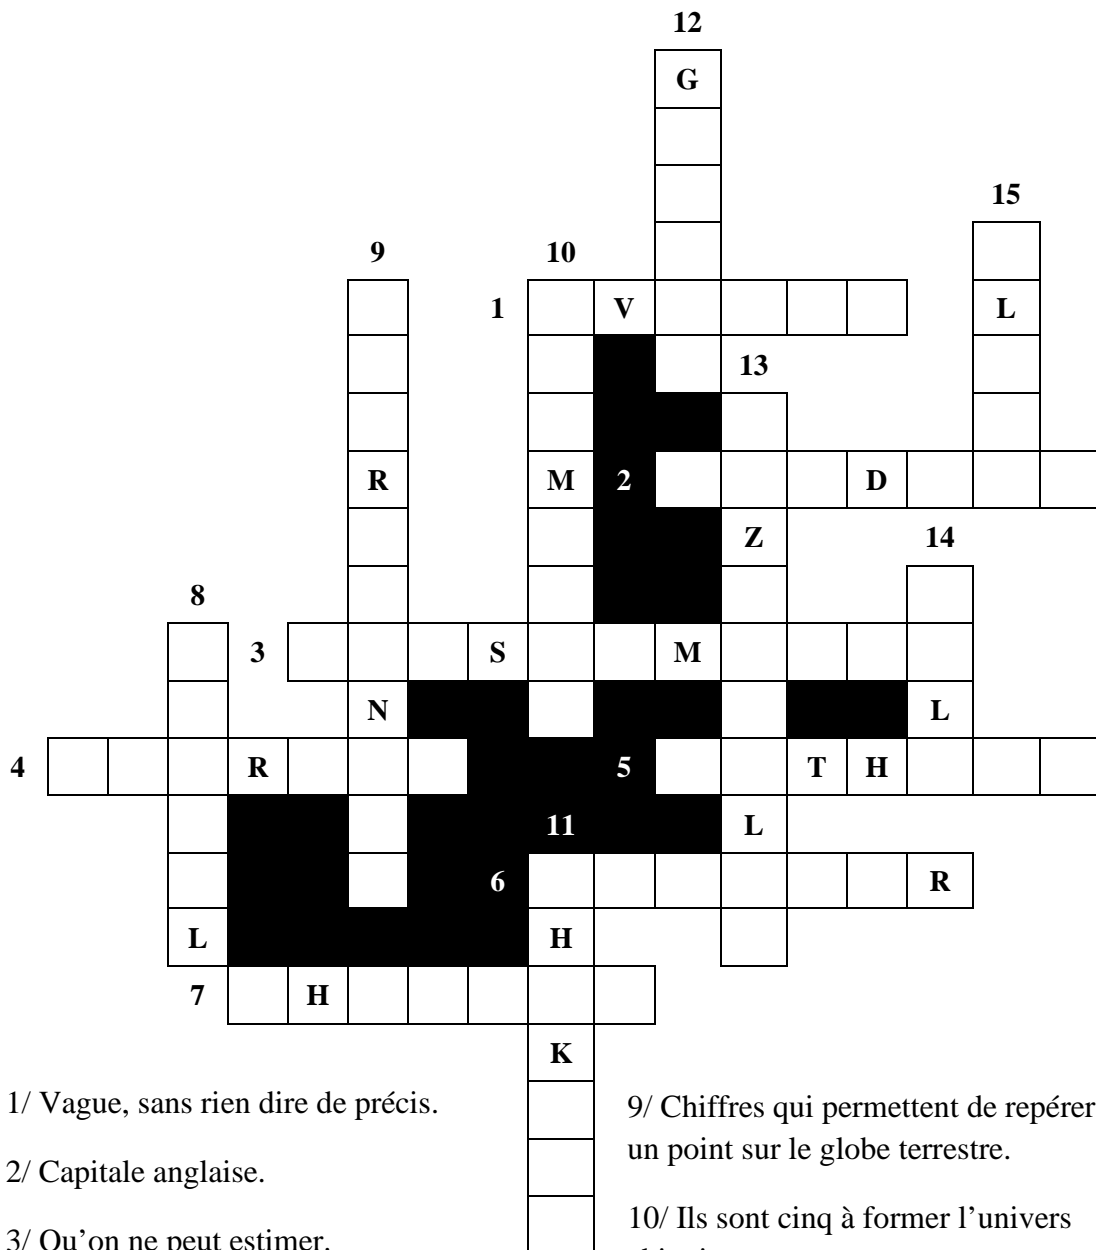 12
G
15
9 10
1 V L
13
R M 2 D
Z 14
8
3 S M
N L
4 R 5 T H
11 L
6 R
L H
7 H
K
1/ Vague, sans rien dire de précis.
2/ Capitale anglaise.
3/ Qu’on ne peut estimer.
9/ Chiffres qui permettent de repérer
un point sur le globe terrestre.
10/ Ils sont cinq à former l’univers